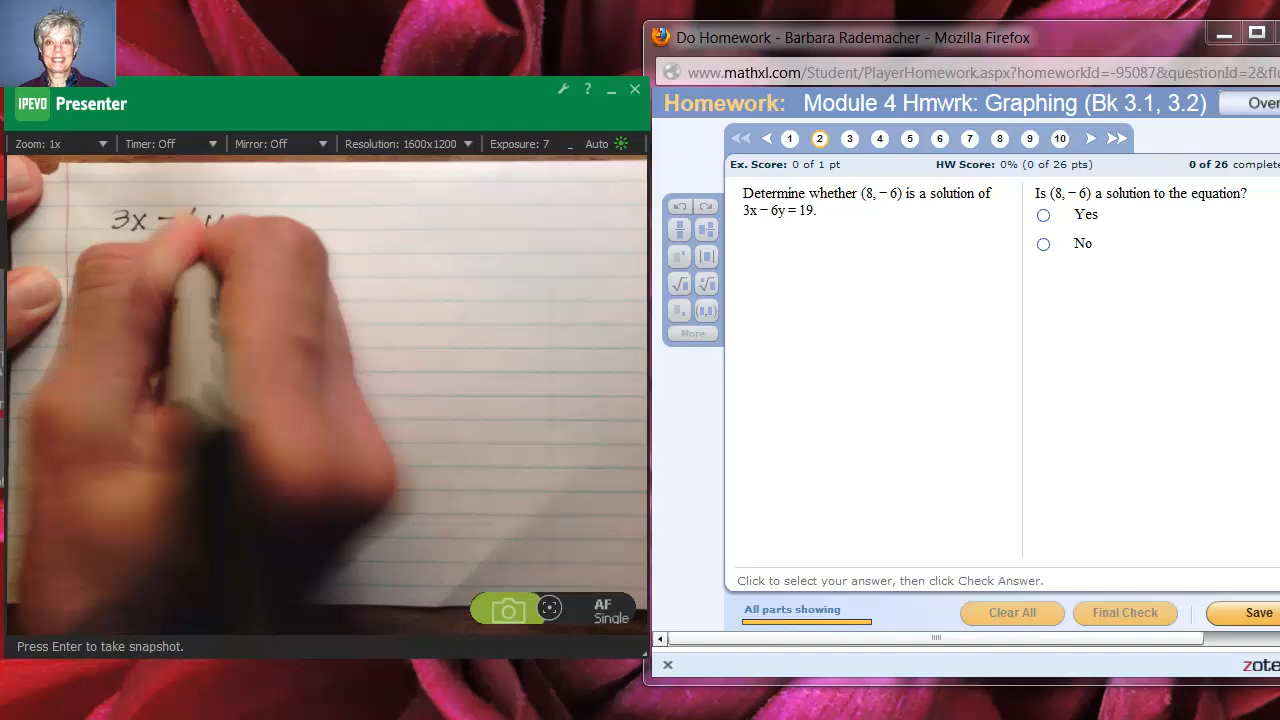 Do Homework - Barbara Rademacher - Mozilla Firefox
IPEVO Presenter
www.mathxl.com/Student/PlayerHomework.aspx?homeworkId=-95087&questionId=2&flu
Homework: Module 4 Hmwrk: Graphing (Bk 3.1, 3.2) Over
Zoom: 1x Timer: Off Mirror: Off Resolution: 1600x1200 Exposure: 7 Auto
1 2 3 4 5 6 7 8 9 10
Ex. Score: 0 of 1 pt HW Score: 0% (0 of 26 pts) 0 of 26 complete
3x - 6y
Determine whether (8, − 6) is a solution of
3x − 6y = 19.
Is (8, − 6) a solution to the equation?
Yes
No
More
Click to select your answer, then click Check Answer.
AF
Single
All parts showing
Clear All Final Check Save
Press Enter to take snapshot.
zote